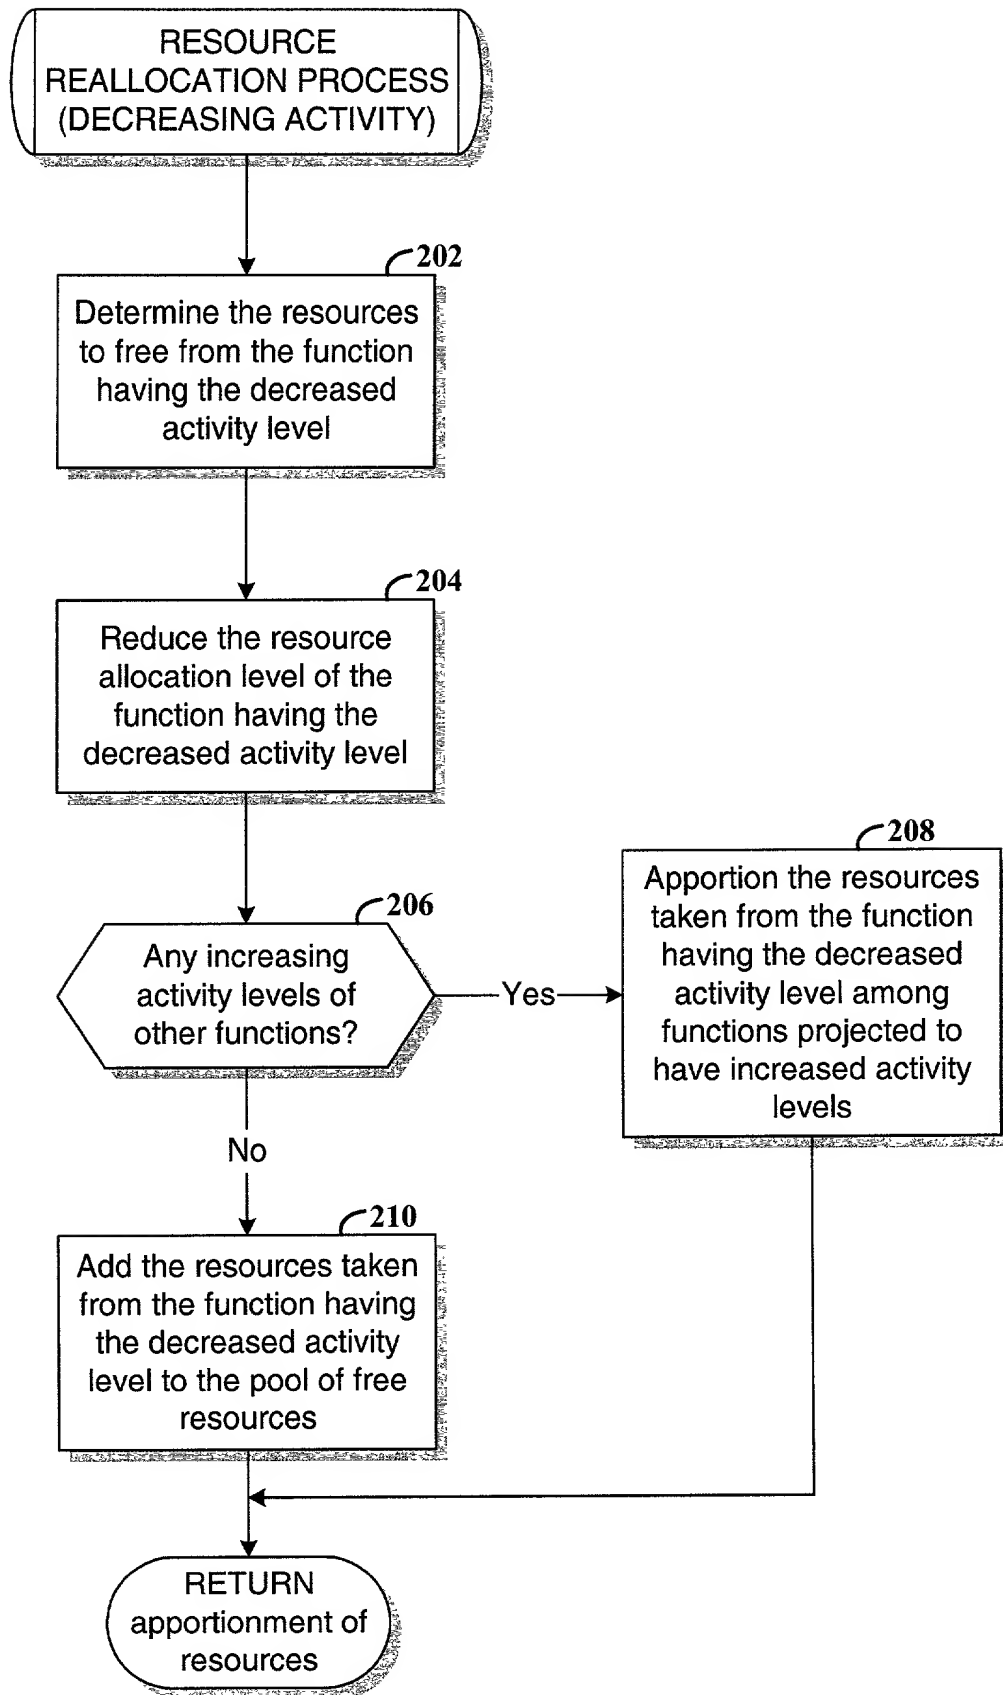 RESOURCE
REALLOCATION PROCESS
(DECREASING ACTIVITY)
202
Determine the resources
to free from the function
having the decreased
activity level
204
Reduce the resource
allocation level of the
function having the
decreased activity level
206
Any increasing
activity levels of
other functions?
Yes
208
Apportion the resources
taken from the function
having the decreased
activity level among
functions projected to
have increased activity
levels
No
210
Add the resources taken
from the function having
the decreased activity
level to the pool of free
resources
RETURN
apportionment of
resources